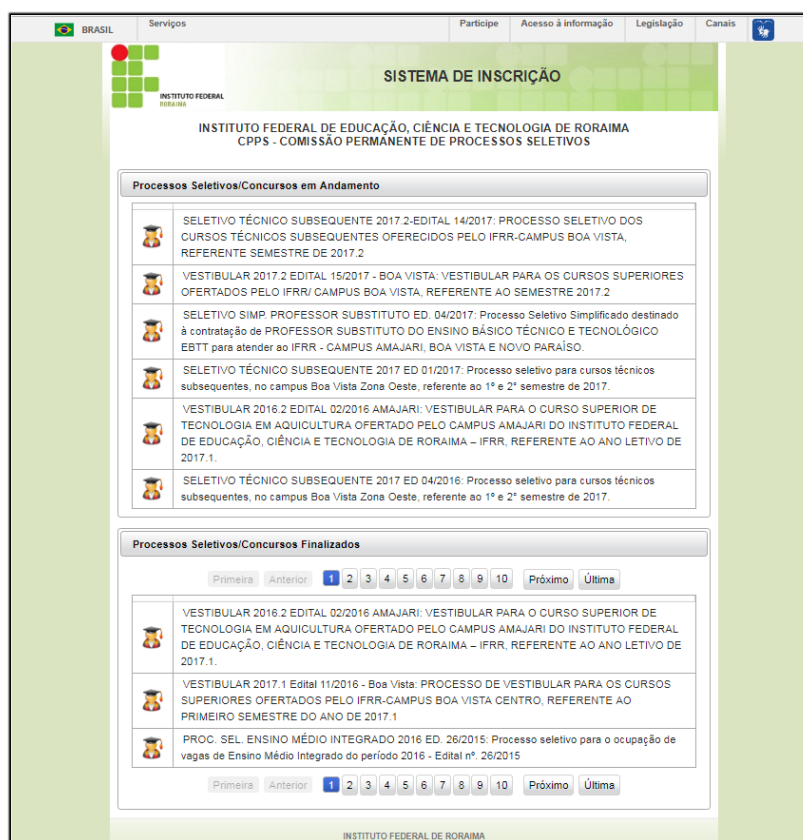 BRASIL
Serviços
Participe
Acesso à informação
Legislação
Canais
INSTITUTO FEDERAL
RORAIMA
SISTEMA DE INSCRIÇÃO
INSTITUTO FEDERAL DE EDUCAÇÃO, CIÊNCIA E TECNOLOGIA DE RORAIMA
CPPS - COMISSÃO PERMANENTE DE PROCESSOS SELETIVOS
Processos Seletivos/Concursos em Andamento
SELETIVO TÉCNICO SUBSEQUENTE 2017.2-EDITAL 14/2017: PROCESSO SELETIVO DOS
CURSOS TÉCNICOS SUBSEQUENTES OFERECIDOS PELO IFRR-CAMPUS BOA VISTA,
REFERENTE SEMESTRE DE 2017.2
VESTIBULAR 2017.2 EDITAL 15/2017 - BOA VISTA: VESTIBULAR PARA OS CURSOS SUPERIORES
OFERTADOS PELO IFRR/ CAMPUS BOA VISTA, REFERENTE AO SEMESTRE 2017.2
SELETIVO SIMP. PROFESSOR SUBSTITUTO ED. 04/2017: Processo Seletivo Simplificado destinado
à contratação de PROFESSOR SUBSTITUTO DO ENSINO BÁSICO TÉCNICO E TECNOLÓGICO
EBTT para atender ao IFRR - CAMPUS AMAJARI, BOA VISTA E NOVO PARAÍSO.
SELETIVO TÉCNICO SUBSEQUENTE 2017 ED 01/2017: Processo seletivo para cursos técnicos
subsequentes, no campus Boa Vista Zona Oeste, referente ao 1º e 2° semestre de 2017.
VESTIBULAR 2016.2 EDITAL 02/2016 AMAJARI: VESTIBULAR PARA O CURSO SUPERIOR DE
TECNOLOGIA EM AQUICULTURA OFERTADO PELO CAMPUS AMAJARI DO INSTITUTO FEDERAL
DE EDUCAÇÃO, CIÊNCIA E TECNOLOGIA DE RORAIMA – IFRR, REFERENTE AO ANO LETIVO DE
2017.1.
SELETIVO TÉCNICO SUBSEQUENTE 2017 ED 04/2016: Processo seletivo para cursos técnicos
subsequentes, no campus Boa Vista Zona Oeste, referente ao 1º e 2° semestre de 2017.
Processos Seletivos/Concursos Finalizados
Primeira Anterior 1 2 3 4 5 6 7 8 9 10 Próximo Última
VESTIBULAR 2016.2 EDITAL 02/2016 AMAJARI: VESTIBULAR PARA O CURSO SUPERIOR DE
TECNOLOGIA EM AQUICULTURA OFERTADO PELO CAMPUS AMAJARI DO INSTITUTO FEDERAL
DE EDUCAÇÃO, CIÊNCIA E TECNOLOGIA DE RORAIMA – IFRR, REFERENTE AO ANO LETIVO DE
2017.1.
VESTIBULAR 2017.1 Edital 11/2016 - Boa Vista: PROCESSO DE VESTIBULAR PARA OS CURSOS
SUPERIORES OFERTADOS PELO IFRR-CAMPUS BOA VISTA CENTRO, REFERENTE AO
PRIMEIRO SEMESTRE DO ANO DE 2017.1
PROC. SEL. ENSINO MÉDIO INTEGRADO 2016 ED. 26/2015: Processo seletivo para o ocupação de
vagas de Ensino Médio Integrado do período 2016 - Edital nº. 26/2015
Primeira Anterior 1 2 3 4 5 6 7 8 9 10 Próximo Última
INSTITUTO FEDERAL DE RORAIMA